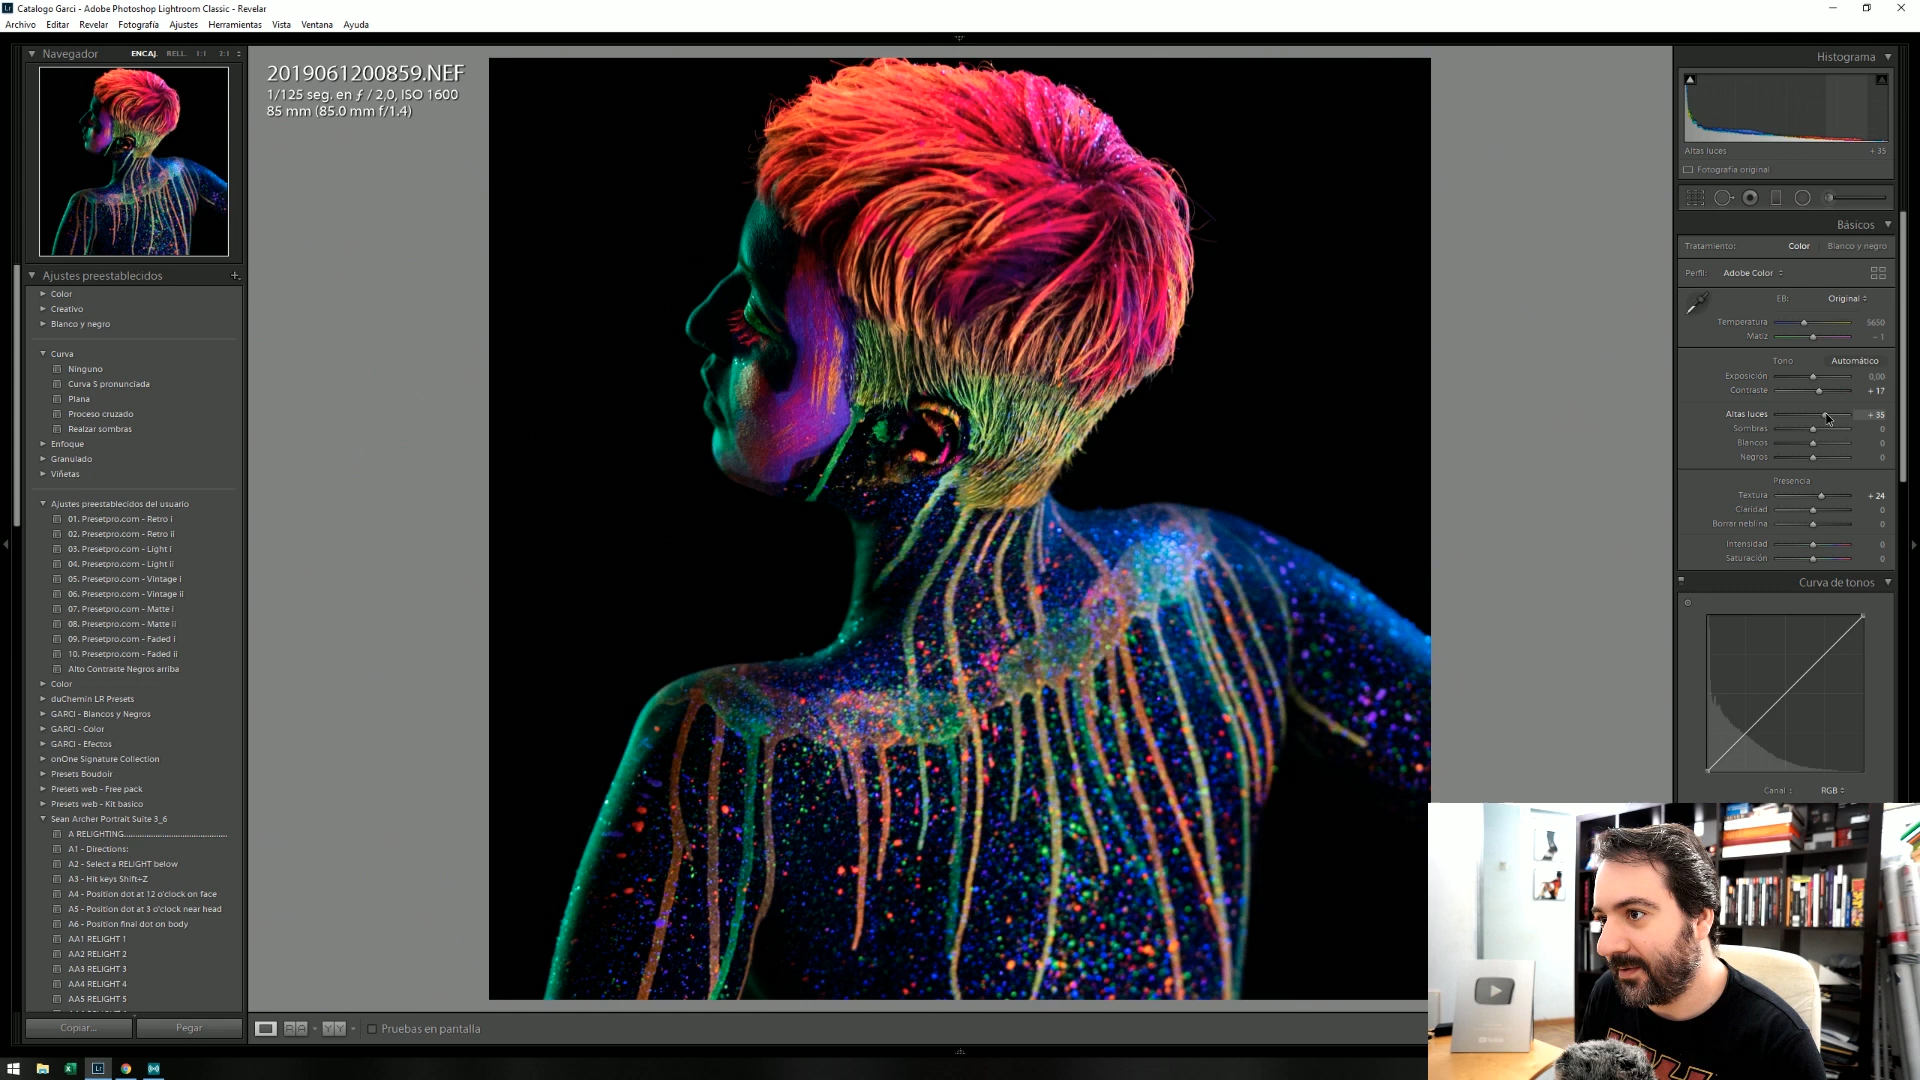 Catalogo Garci - Adobe Photoshop Lightroom Classic - Revelar
Archivo Editar Revelar Fotografía Ajustes Herramientas Vista Ventana Ayuda
Navegador ENCAJ. RELL. 1:1 2:1
Ajustes preestablecidos
Color
Creativo
Blanco y negro
Curva
Ninguno
Curva S pronunciada
Plana
Proceso cruzado
Realzar sombras
Enfoque
Granulado
Viñetas
Ajustes preestablecidos del usuario
01. Presetpro.com - Retro i
02. Presetpro.com - Retro ii
03. Presetpro.com - Light i
04. Presetpro.com - Light ii
05. Presetpro.com - Vintage i
06. Presetpro.com - Vintage ii
07. Presetpro.com - Matte i
08. Presetpro.com - Matte ii
09. Presetpro.com - Faded i
10. Presetpro.com - Faded ii
Alto Contraste Negros arriba
Color
duChemin LR Presets
GARCI - Blancos y Negros
GARCI - Color
GARCI - Efectos
onOne Signature Collection
Presets Boudoir
Presets web - Free pack
Presets web - Kit basico
Sean Archer Portrait Suite 3_6
A RELIGHTING...........................................
A1 - Directions:
A2 - Select a RELIGHT below
A3 - Hit keys Shift+Z
A4 - Position dot at 12 o'clock on face
A5 - Position dot at 3 o'clock near head
A6 - Position final dot on body
AA1 RELIGHT 1
AA2 RELIGHT 2
AA3 RELIGHT 3
AA4 RELIGHT 4
AA5 RELIGHT 5
Copiar... Pegar
2019061200859.NEF
1/125 seg. en ƒ / 2,0, ISO 1600
85 mm (85.0 mm f/1.4)
Pruebas en pantalla
Histograma
Altas luces + 35
Fotografía original
Básicos
Tratamiento: Color Blanco y negro
Perfil: Adobe Color
EB: Original
Temperatura 5650
Matiz - 1
Tono Automático
Exposición 0,00
Contraste + 17
Altas luces + 35
Sombras 0
Blancos 0
Negros 0
Presencia
Textura + 24
Claridad 0
Borrar neblina 0
Intensidad 0
Saturación 0
Curva de tonos
Canal : RGB